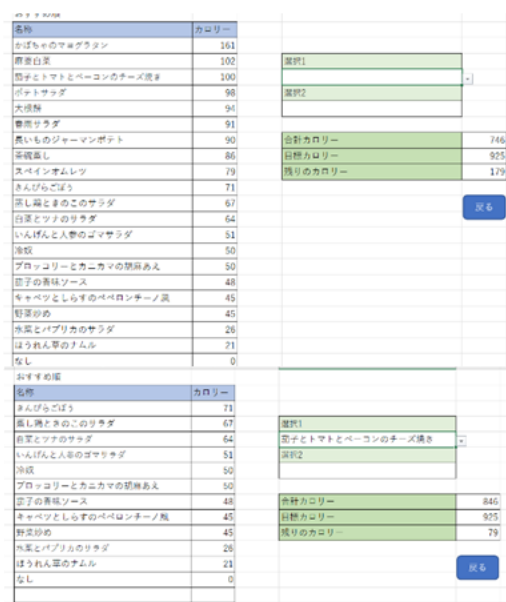 おすすめ順
名称 カロリー
かぼちゃのマヨグラタン 161
麻婆白菜 102
茄子とトマトとベーコンのチーズ焼き 100
ポテトサラダ 98
大根餅 94
春雨サラダ 91
長いものジャーマンポテト 90
茶碗蒸し 86
スペインオムレツ 79
きんぴらごぼう 71
蒸し鶏ときのこのサラダ 67
白菜とツナのサラダ 64
いんげんと人参のゴマサラダ 51
冷奴 50
ブロッコリーとカニカマの胡麻あえ 50
茄子の香味ソース 48
キャベツとしらすのペペロンチーノ風 45
野菜炒め 45
水菜とパプリカのサラダ 26
ほうれん草のナムル 21
なし 0
選択1
選択2
合計カロリー 746
目標カロリー 925
残りのカロリー 179
戻る
おすすめ順
名称 カロリー
きんぴらごぼう 71
蒸し鶏ときのこのサラダ 67
白菜とツナのサラダ 64
いんげんと人参のゴマサラダ 51
冷奴 50
ブロッコリーとカニカマの胡麻あえ 50
茄子の香味ソース 48
キャベツとしらすのペペロンチーノ風 45
野菜炒め 45
水菜とパプリカのサラダ 26
ほうれん草のナムル 21
なし 0
選択1
茄子とトマトとベーコンのチーズ焼き
選択2
合計カロリー 846
目標カロリー 925
残りのカロリー 79
戻る